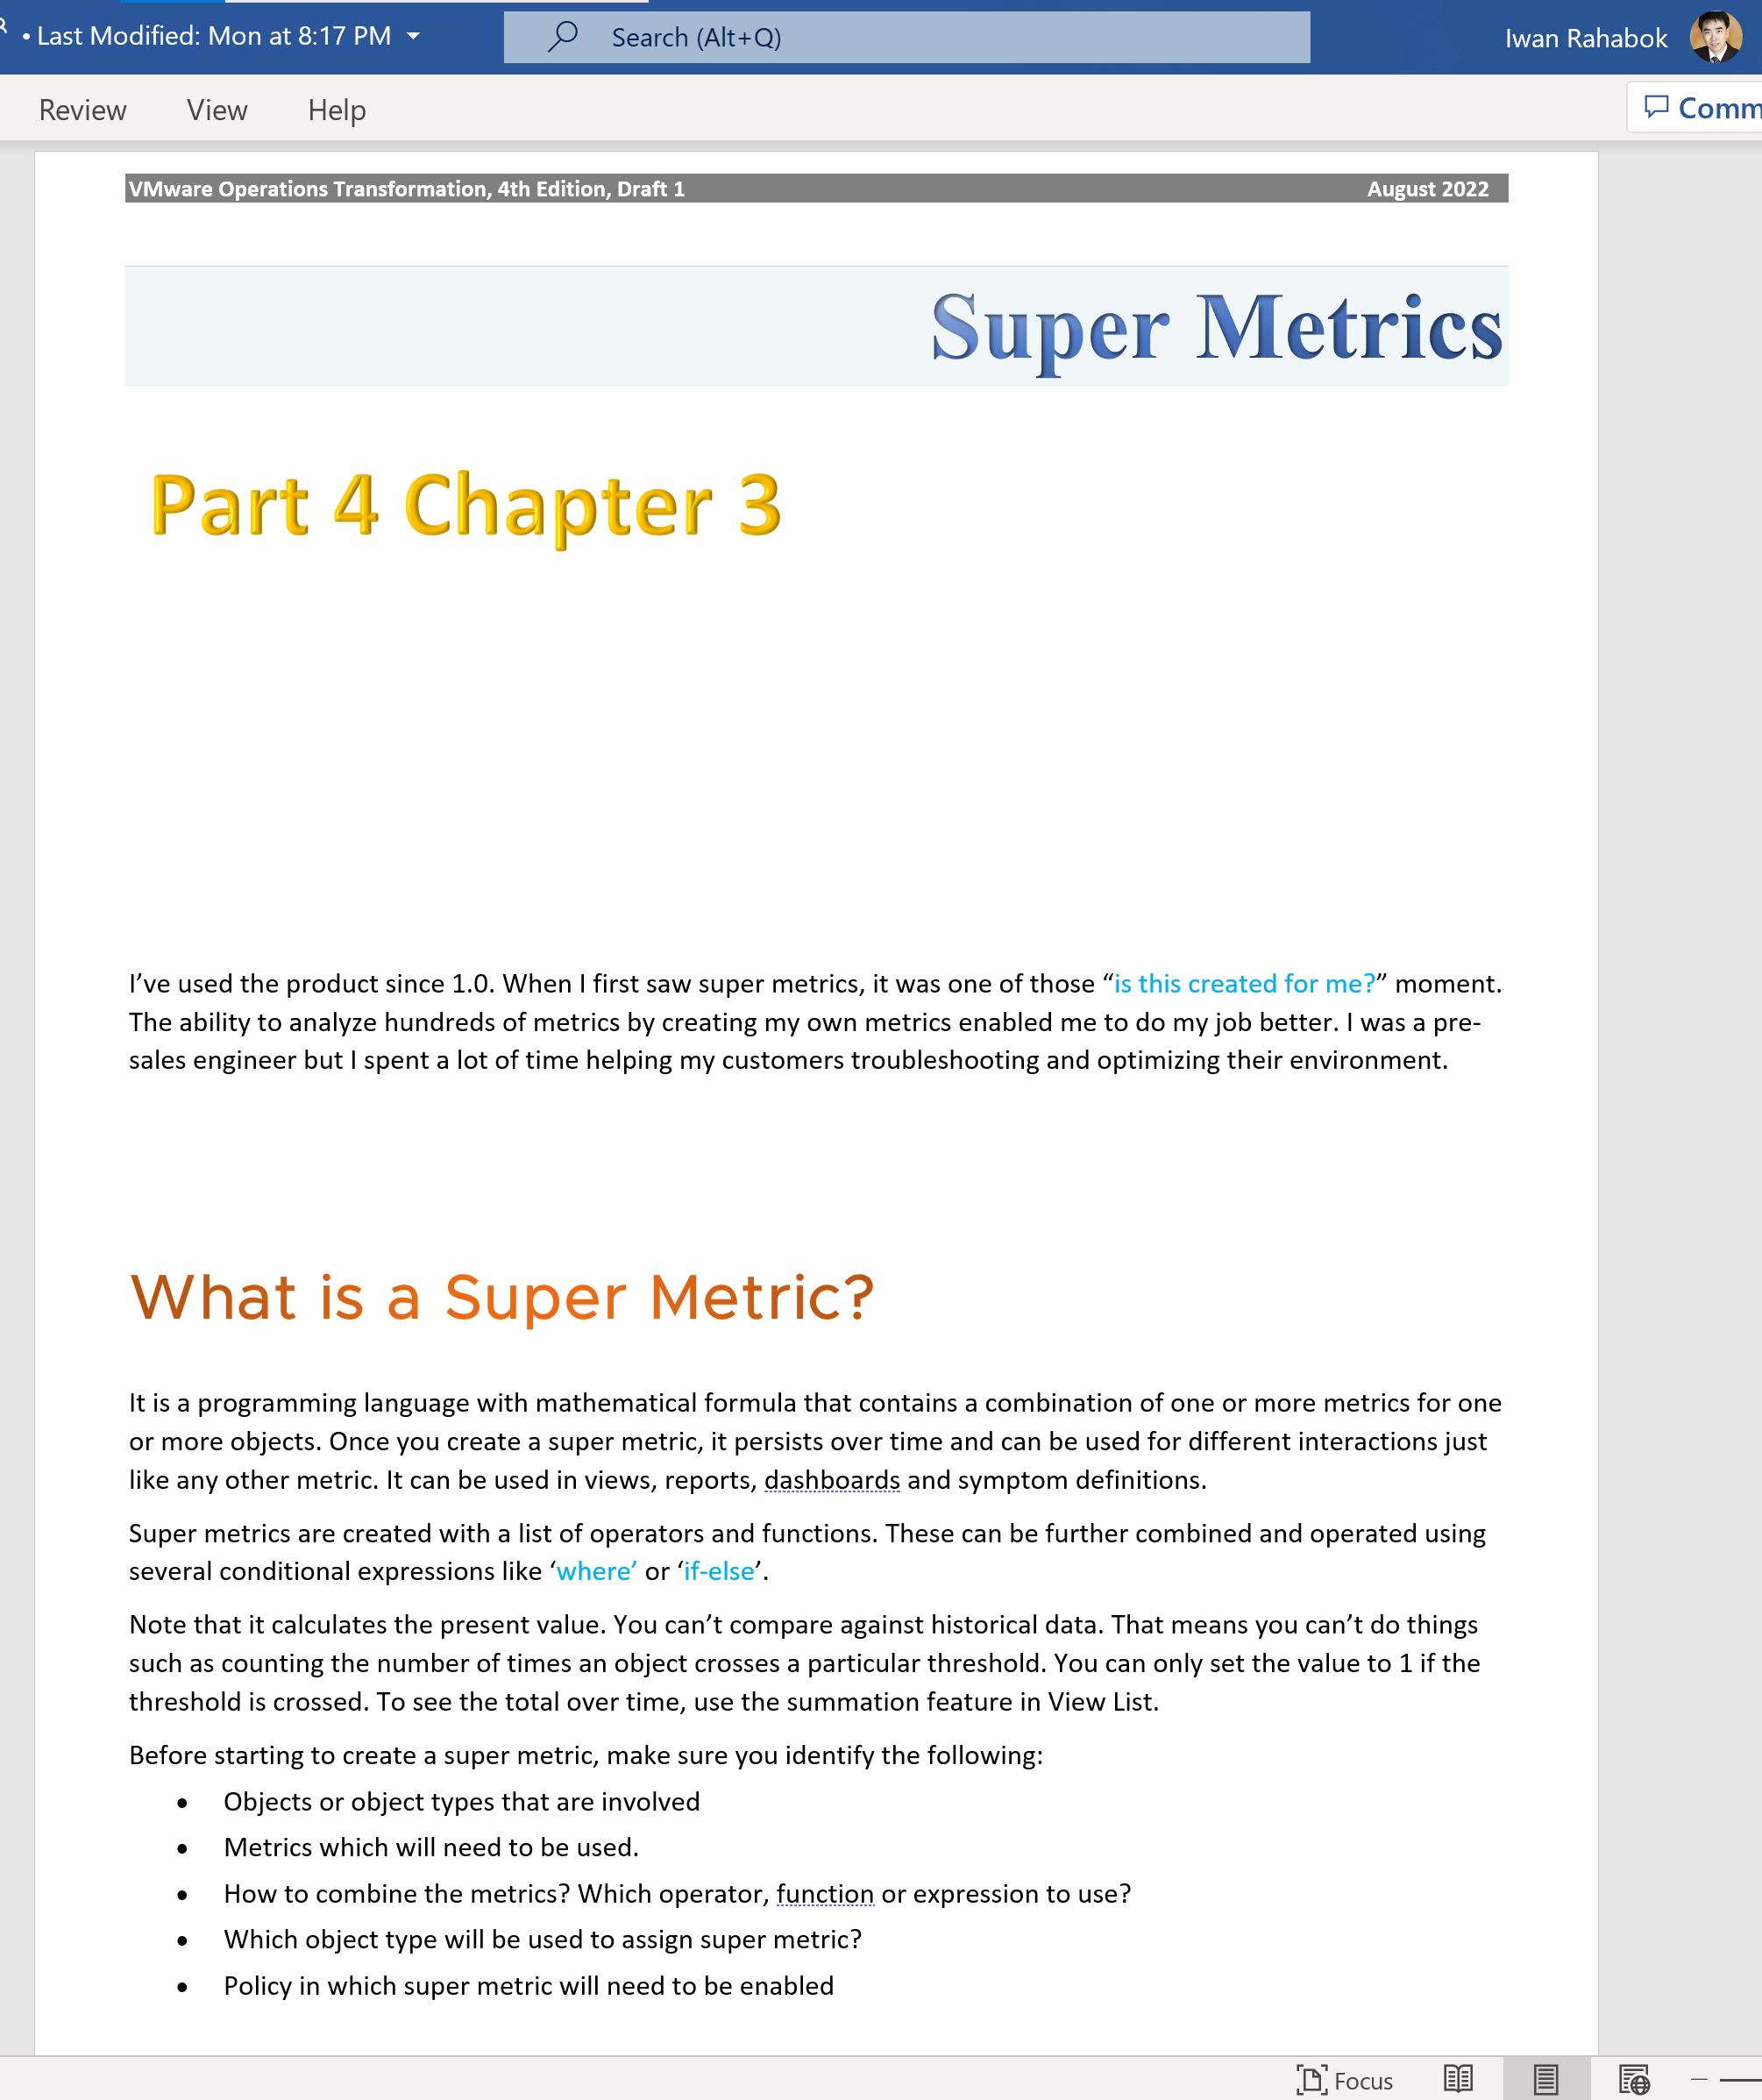 • Last Modified: Mon at 8:17 PM
Search (Alt+Q)
Iwan Rahabok
Review View Help
VMware Operations Transformation, 4th Edition, Draft 1 August 2022
Super Metrics
Part 4 Chapter 3
I’ve used the product since 1.0. When I first saw super metrics, it was one of those “is this created for me?” moment.
The ability to analyze hundreds of metrics by creating my own metrics enabled me to do my job better. I was a pre-
sales engineer but I spent a lot of time helping my customers troubleshooting and optimizing their environment.
What is a Super Metric?
It is a programming language with mathematical formula that contains a combination of one or more metrics for one
or more objects. Once you create a super metric, it persists over time and can be used for different interactions just
like any other metric. It can be used in views, reports, dashboards and symptom definitions.
Super metrics are created with a list of operators and functions. These can be further combined and operated using
several conditional expressions like ‘where’ or ‘if-else’.
Note that it calculates the present value. You can’t compare against historical data. That means you can’t do things
such as counting the number of times an object crosses a particular threshold. You can only set the value to 1 if the
threshold is crossed. To see the total over time, use the summation feature in View List.
Before starting to create a super metric, make sure you identify the following:
• Objects or object types that are involved
• Metrics which will need to be used.
• How to combine the metrics? Which operator, function or expression to use?
• Which object type will be used to assign super metric?
• Policy in which super metric will need to be enabled
Focus